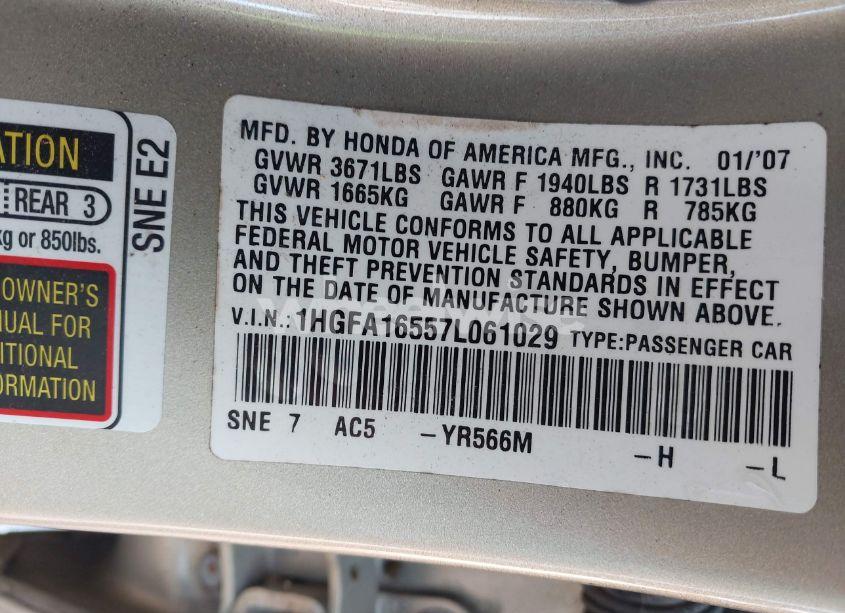 ATION
REAR 3
kg or 850lbs.
OWNER'S
NUAL FOR
DITIONAL
FORMATION
SNE E2
MFD. BY HONDA OF AMERICA MFG., INC. 01/'07
GVWR 3671LBS GAWR F 1940LBS R 1731LBS
GVWR 1665KG GAWR F 880KG R 785KG
THIS VEHICLE CONFORMS TO ALL APPLICABLE
FEDERAL MOTOR VEHICLE SAFETY, BUMPER,
AND THEFT PREVENTION STANDARDS IN EFFECT
ON THE DATE OF MANUFACTURE SHOWN ABOVE.
V.I.N.: 1HGFA16557L061029 TYPE:PASSENGER CAR
SNE 7 AC5 -YR566M -H -L